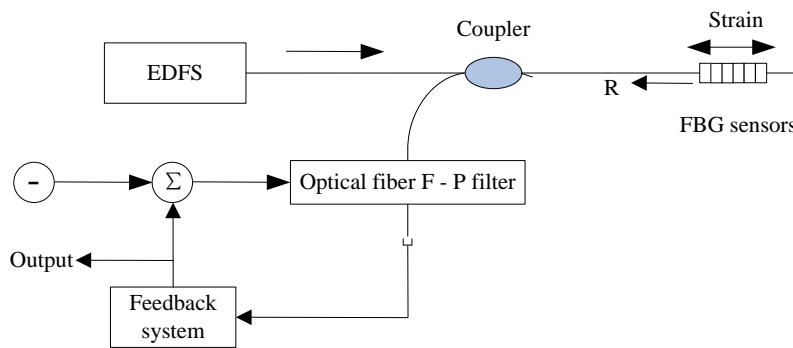 Coupler
Strain
EDFS
R
FBG sensors
-
Σ
Optical fiber F - P filter
Output
Feedback
system